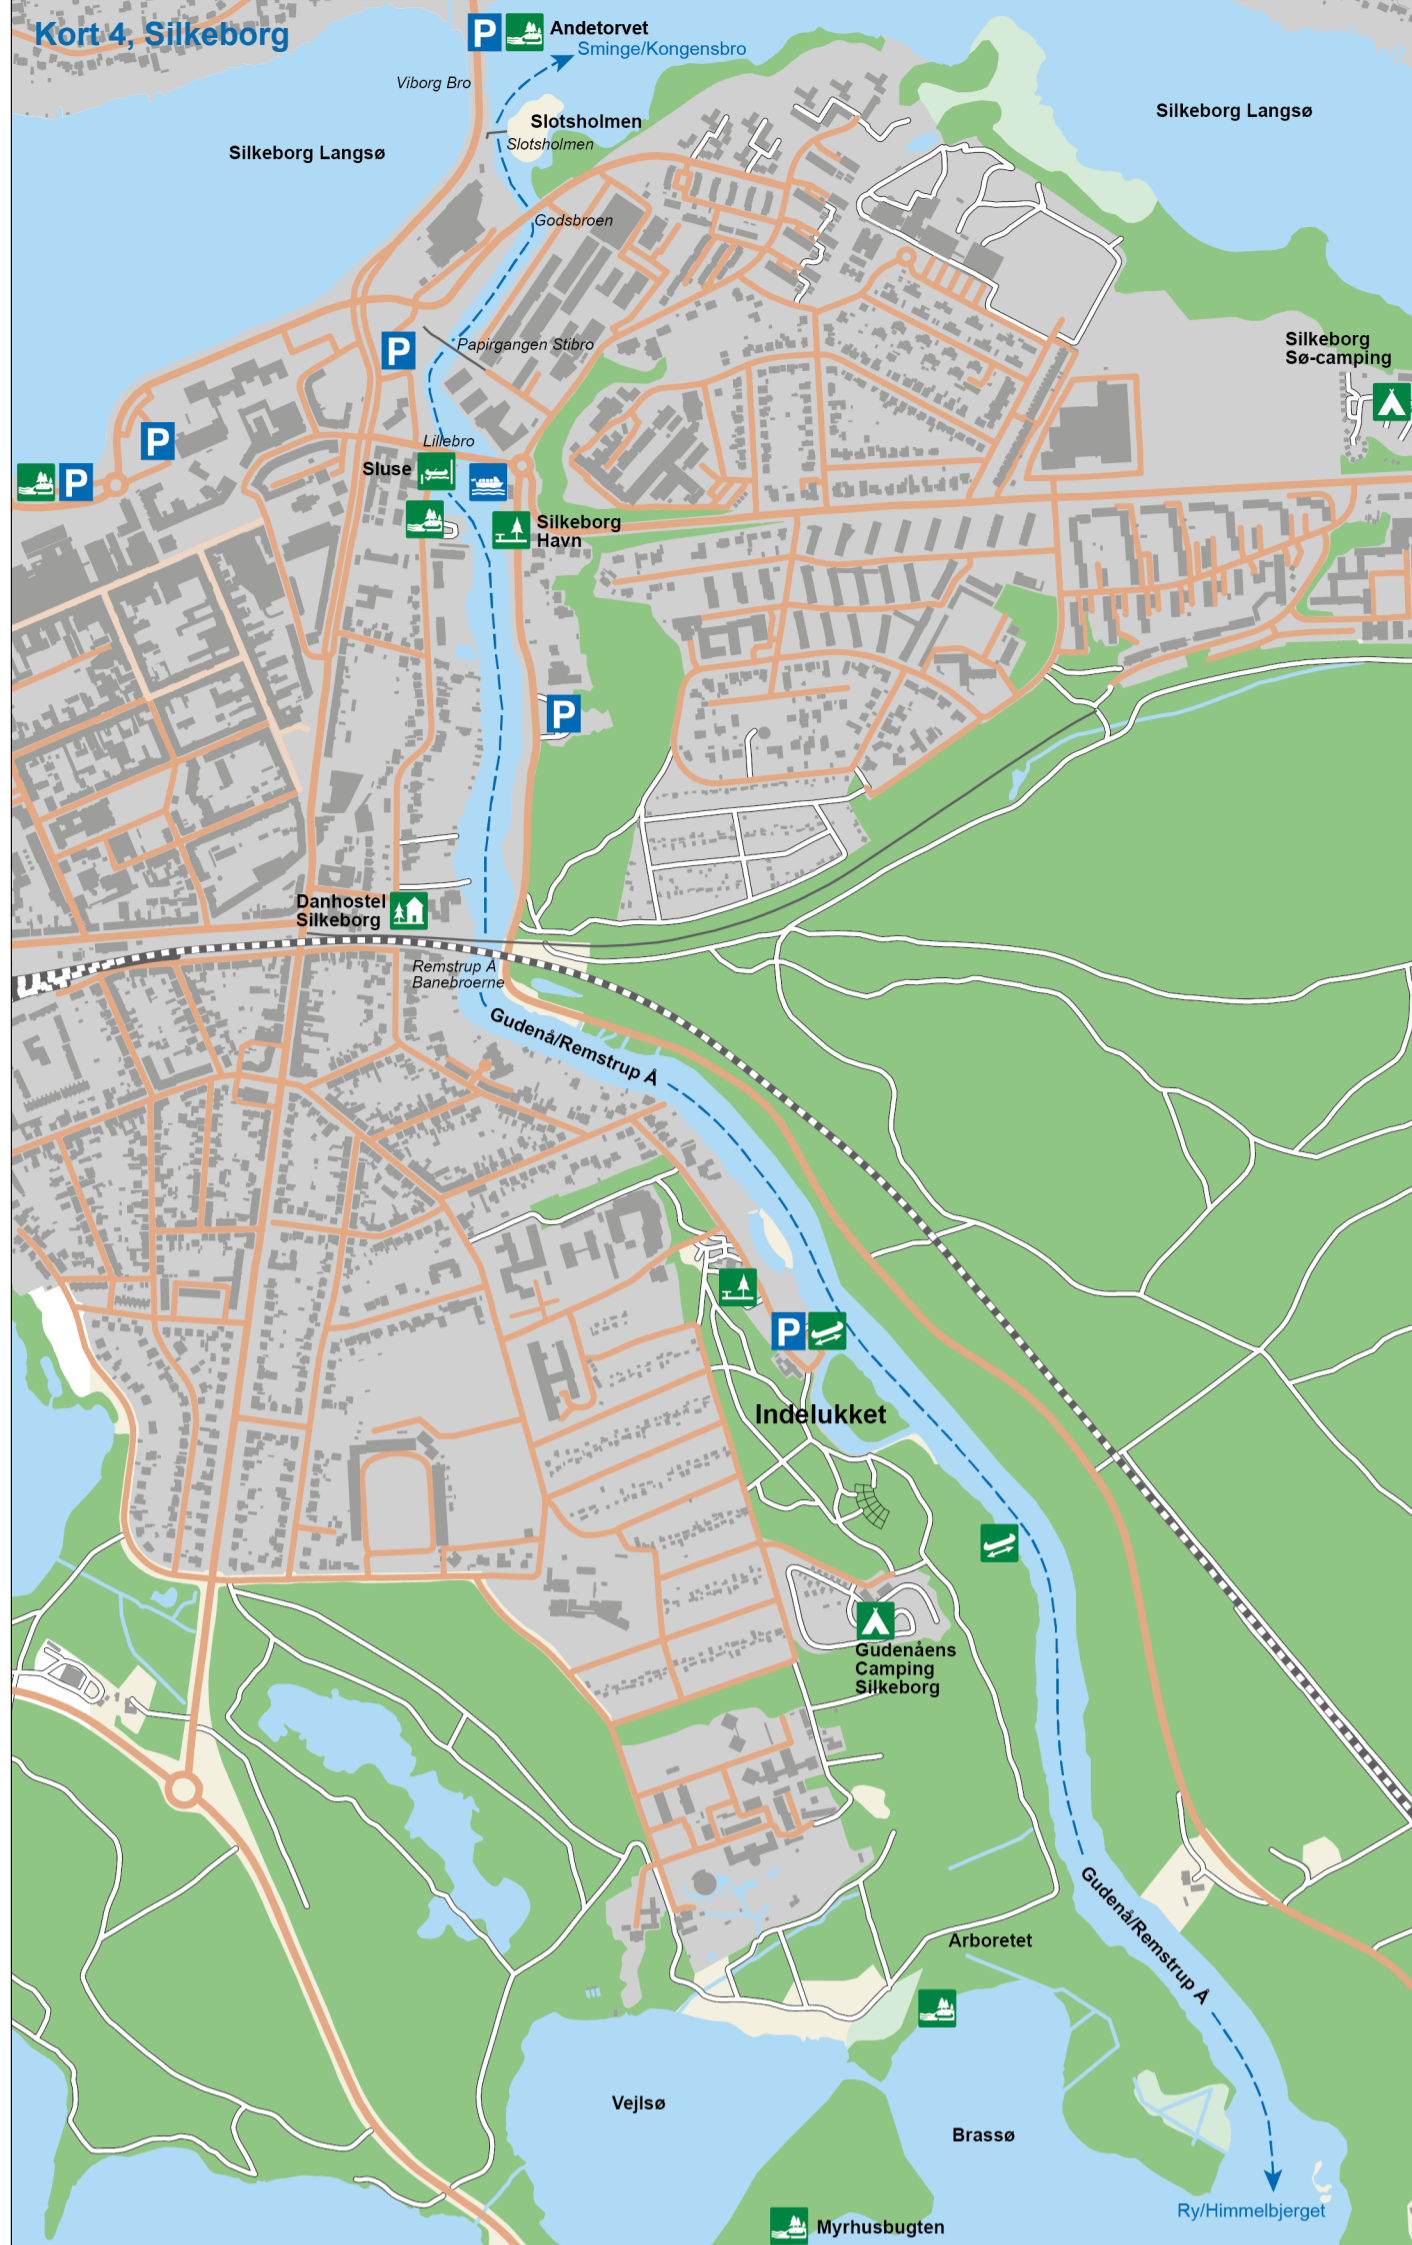 Kort 4, Silkeborg
P
Andetorvet
Sminge/Kongensbro
Viborg Bro
Slotsholmen
Slotsholmen
Silkeborg Langsø
Silkeborg Langsø
Godsbroen
P
Papirgangen Stibro
Silkeborg
Sø-camping
P
Lillebro
Sluse
P
Silkeborg
Havn
P
Danhostel
Silkeborg
Remstrup Å
Banebroerne
Gudenå/Remstrup Å
P
Indelukket
Gudenåens
Camping
Silkeborg
Gudenå/Remstrup Å
Arboretet
Vejlsø
Brassø
Ry/Himmelbjerget
Myrhusbugten